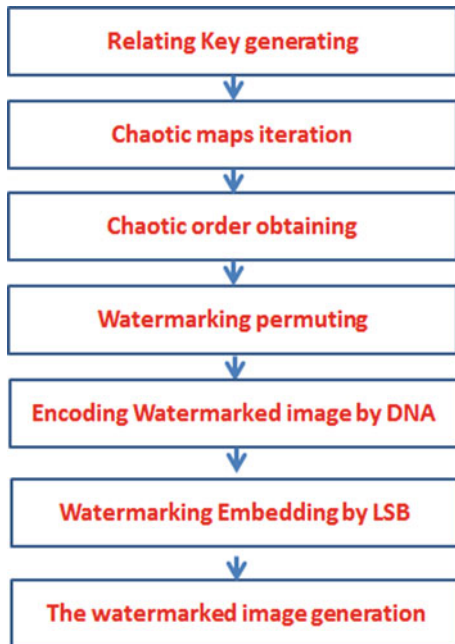 Relating Key generating
Chaotic maps iteration
Chaotic order obtaining
Watermarking permuting
Encoding Watermarked image by DNA
Watermarking Embedding by LSB
The watermarked image generation